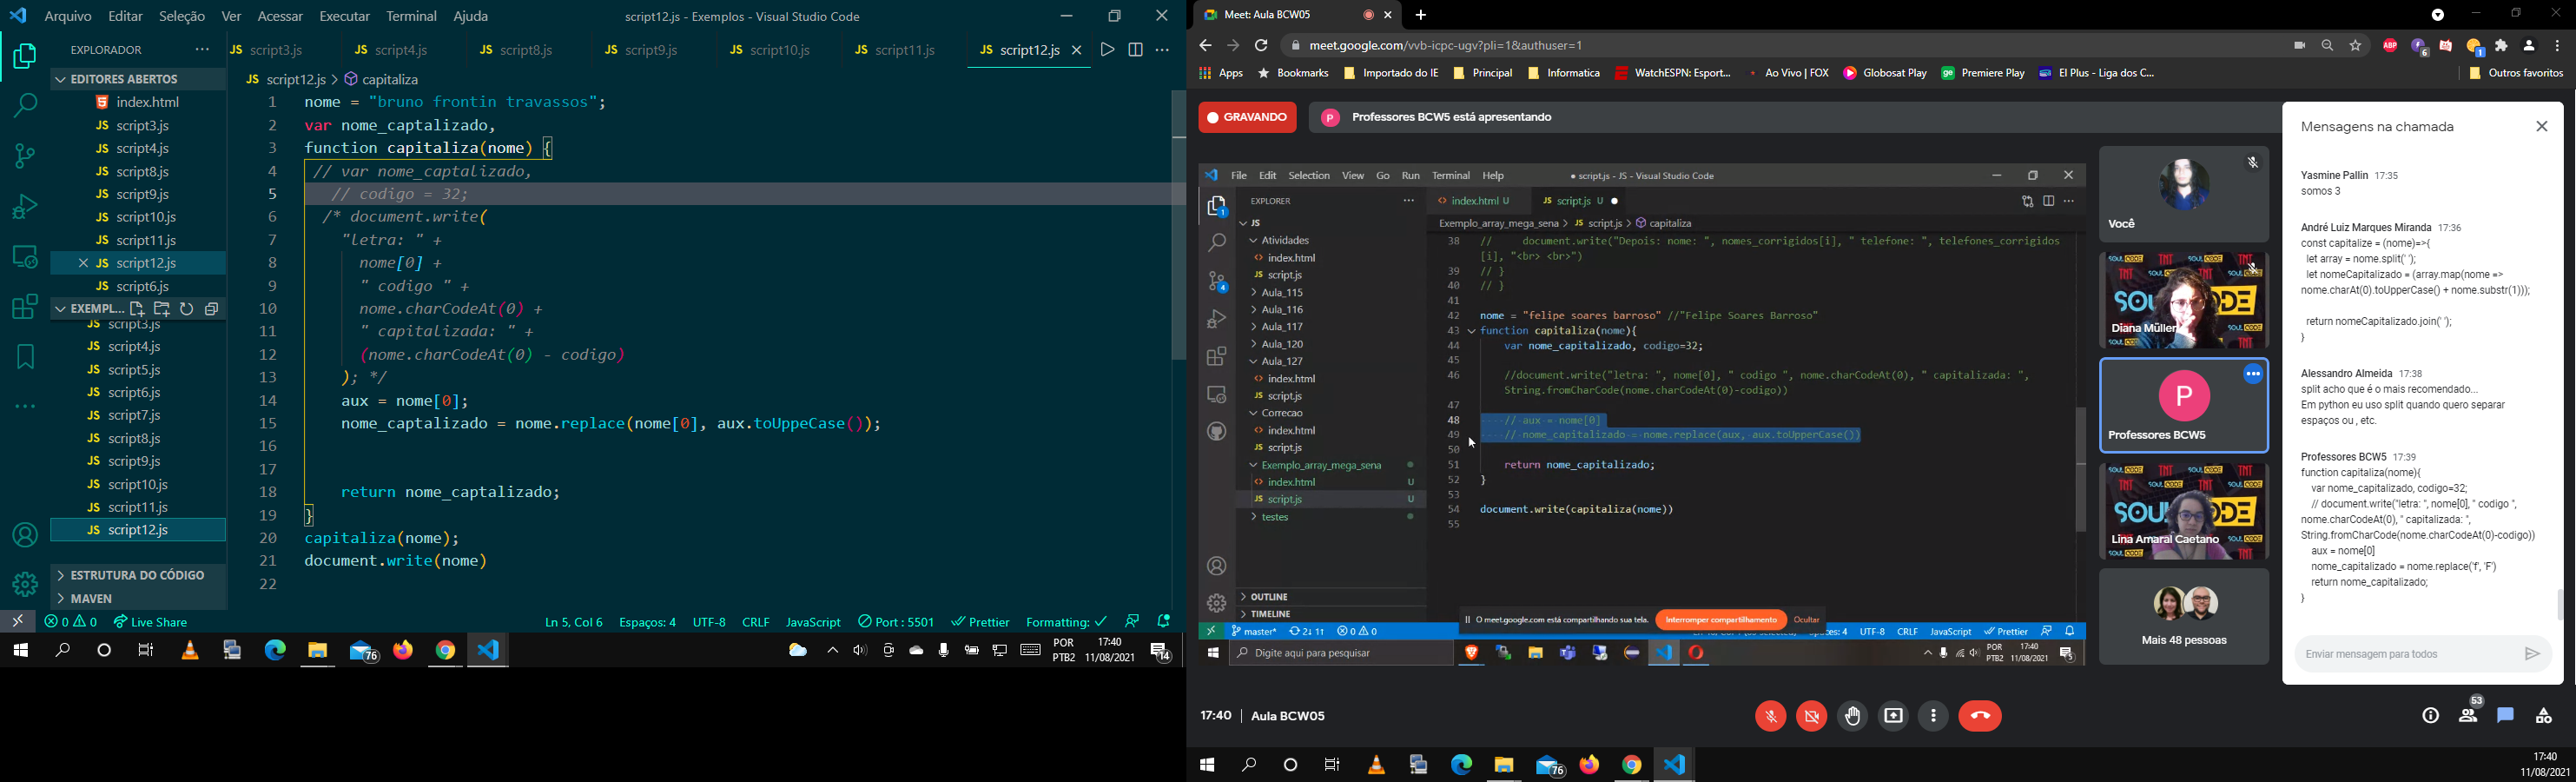 Arquivo Editar Seleção Ver Acessar Executar Terminal Ajuda
script12.js - Exemplos - Visual Studio Code
EXPLORADOR
script3.js script4.js script8.js script9.js script10.js script11.js JS script12.js
EDITORES ABERTOS
index.html
JS script3.js
JS script4.js
JS script8.js
JS script9.js
JS script10.js
JS script11.js
JS script12.js
JS script6.js
EXEMPL...
JS script3.js
JS script4.js
JS script5.js
JS script6.js
JS script7.js
JS script8.js
JS script9.js
JS script10.js
JS script11.js
JS script12.js
ESTRUTURA DO CÓDIGO
MAVEN
JS script12.js > capitaliza
1 nome = "bruno frontin travassos";
2 var nome_captalizado,
3 function capitaliza(nome) {
4 // var nome_captalizado,
5 // codigo = 32;
6 /* document.write(
7 "letra: " +
8 nome[0] +
9 " codigo " +
10 nome.charCodeAt(0) +
11 " capitalizada: " +
12 (nome.charCodeAt(0) - codigo)
13 ); */
14 aux = nome[0];
15 nome_captalizado = nome.replace(nome[0], aux.toUppeCase());
16
17
18 return nome_captalizado;
19 }
20 capitaliza(nome);
21 document.write(nome)
22
0 0 Live Share
Ln 5, Col 6 Espaços: 4 UTF-8 CRLF JavaScript Port : 5501 Prettier Formatting:
76
POR
PTB2
17:40
11/08/2021
14
Meet: Aula BCW05
meet.google.com/vvb-icpc-ugv?pli=1&authuser=1
ABP 6 1
Apps Bookmarks Importado do IE Principal Informatica WatchESPN: Esport... Ao Vivo | FOX Globosat Play Premiere Play EI Plus - Liga dos C... Outros favoritos
GRAVANDO
P Professores BCW5 está apresentando
File Edit Selection View Go Run Terminal Help
script.js - JS - Visual Studio Code
EXPLORER
index.html U JS script.js U
JS
Atividades
index.html
JS script.js
Aula_115
Aula_116
Aula_117
Aula_120
Aula_127
index.html
JS script.js
Correcao
index.html
JS script.js
Exemplo_array_mega_sena
index.html U
JS script.js U
testes
OUTLINE
TIMELINE
Exemplo_array_mega_sena > JS script.js > capitaliza
38 // document.write("Depois: nome: ", nomes_corrigidos[i], " telefone: ", telefones_corrigidos
[i], "<br> <br>")
39 // }
40 // }
41
42 nome = "felipe soares barroso" //"Felipe Soares Barroso"
43 function capitaliza(nome){
44 var nome_capitalizado, codigo=32;
45
46 //document.write("letra: ", nome[0], " codigo ", nome.charCodeAt(0), " capitalizada: ",
String.fromCharCode(nome.charCodeAt(0)-codigo))
47
48 // aux = nome[0]
49 // nome_capitalizado = nome.replace(aux, aux.toUpperCase())
50
51 return nome_capitalizado;
52 }
53
54 document.write(capitaliza(nome))
55
O meet.google.com está compartilhando sua tela. Interromper compartilhamento Ocultar
master* 2↓ 1↑ 0 0
UTF-8 CRLF JavaScript Prettier
Digite aqui para pesquisar
POR
PTB2
17:40
11/08/2021
5
Você
Diana Müller
P
Professores BCW5
Lina Amaral Caetano
Mais 48 pessoas
Mensagens na chamada
Yasmine Pallin 17:35
somos 3
André Luiz Marques Miranda 17:36
const capitalize = (nome)=>{
let array = nome.split(' ');
let nomeCapitalizado = (array.map(nome =>
nome.charAt(0).toUpperCase() + nome.substr(1)));
return nomeCapitalizado.join(' ');
}
Alessandro Almeida 17:38
split acho que é o mais recomendado...
Em python eu uso split quando quero separar
espaços ou , etc.
Professores BCW5 17:39
function capitaliza(nome){
var nome_capitalizado, codigo=32;
// document.write("letra: ", nome[0], " codigo ",
nome.charCodeAt(0), " capitalizada: ",
String.fromCharCode(nome.charCodeAt(0)-codigo))
aux = nome[0]
nome_capitalizado = nome.replace('f', 'F')
return nome_capitalizado;
}
Enviar mensagem para todos
17:40 | Aula BCW05
53
76
17:40
11/08/2021